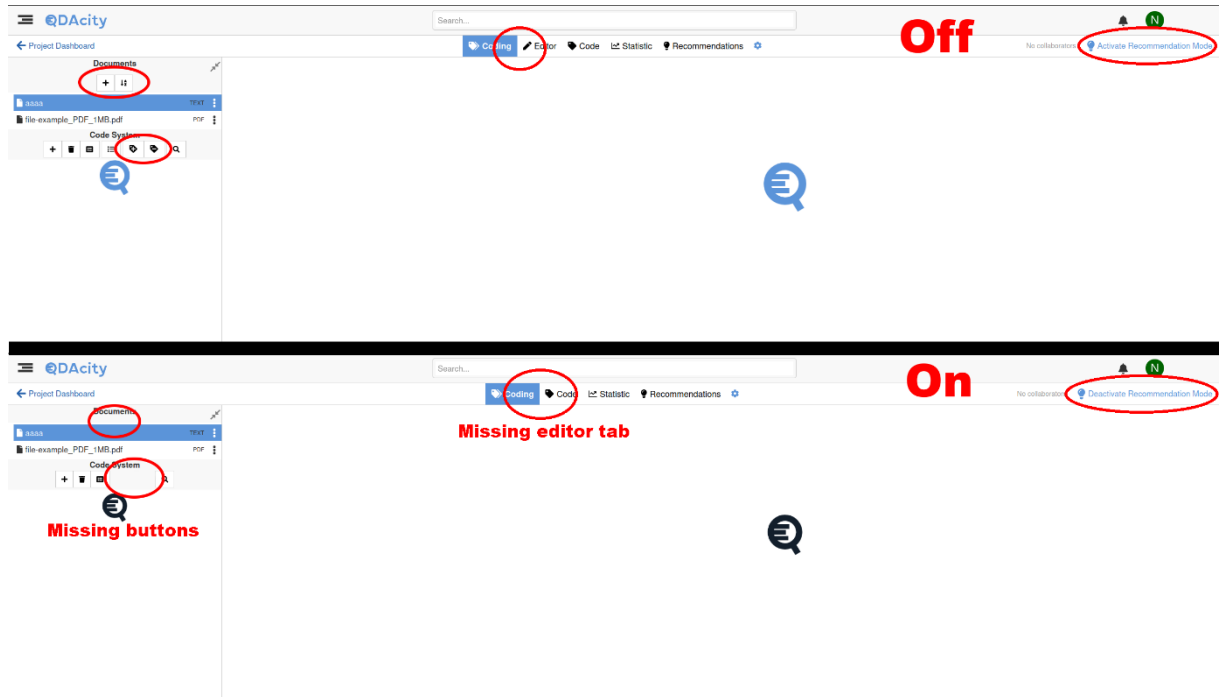 QDAcity
Search...
Off
N
Project Dashboard
Coding Editor Code Statistic Recommendations
No collaborators
Activate Recommendation Mode
Documents
aaaa TEXT
file-example_PDF_1MB.pdf PDF
Code System
QDAcity
Search...
On
N
Project Dashboard
Coding Code Statistic Recommendations
No collaborators
Deactivate Recommendation Mode
Documents
Missing editor tab
aaaa TEXT
file-example_PDF_1MB.pdf PDF
Code System
Missing buttons